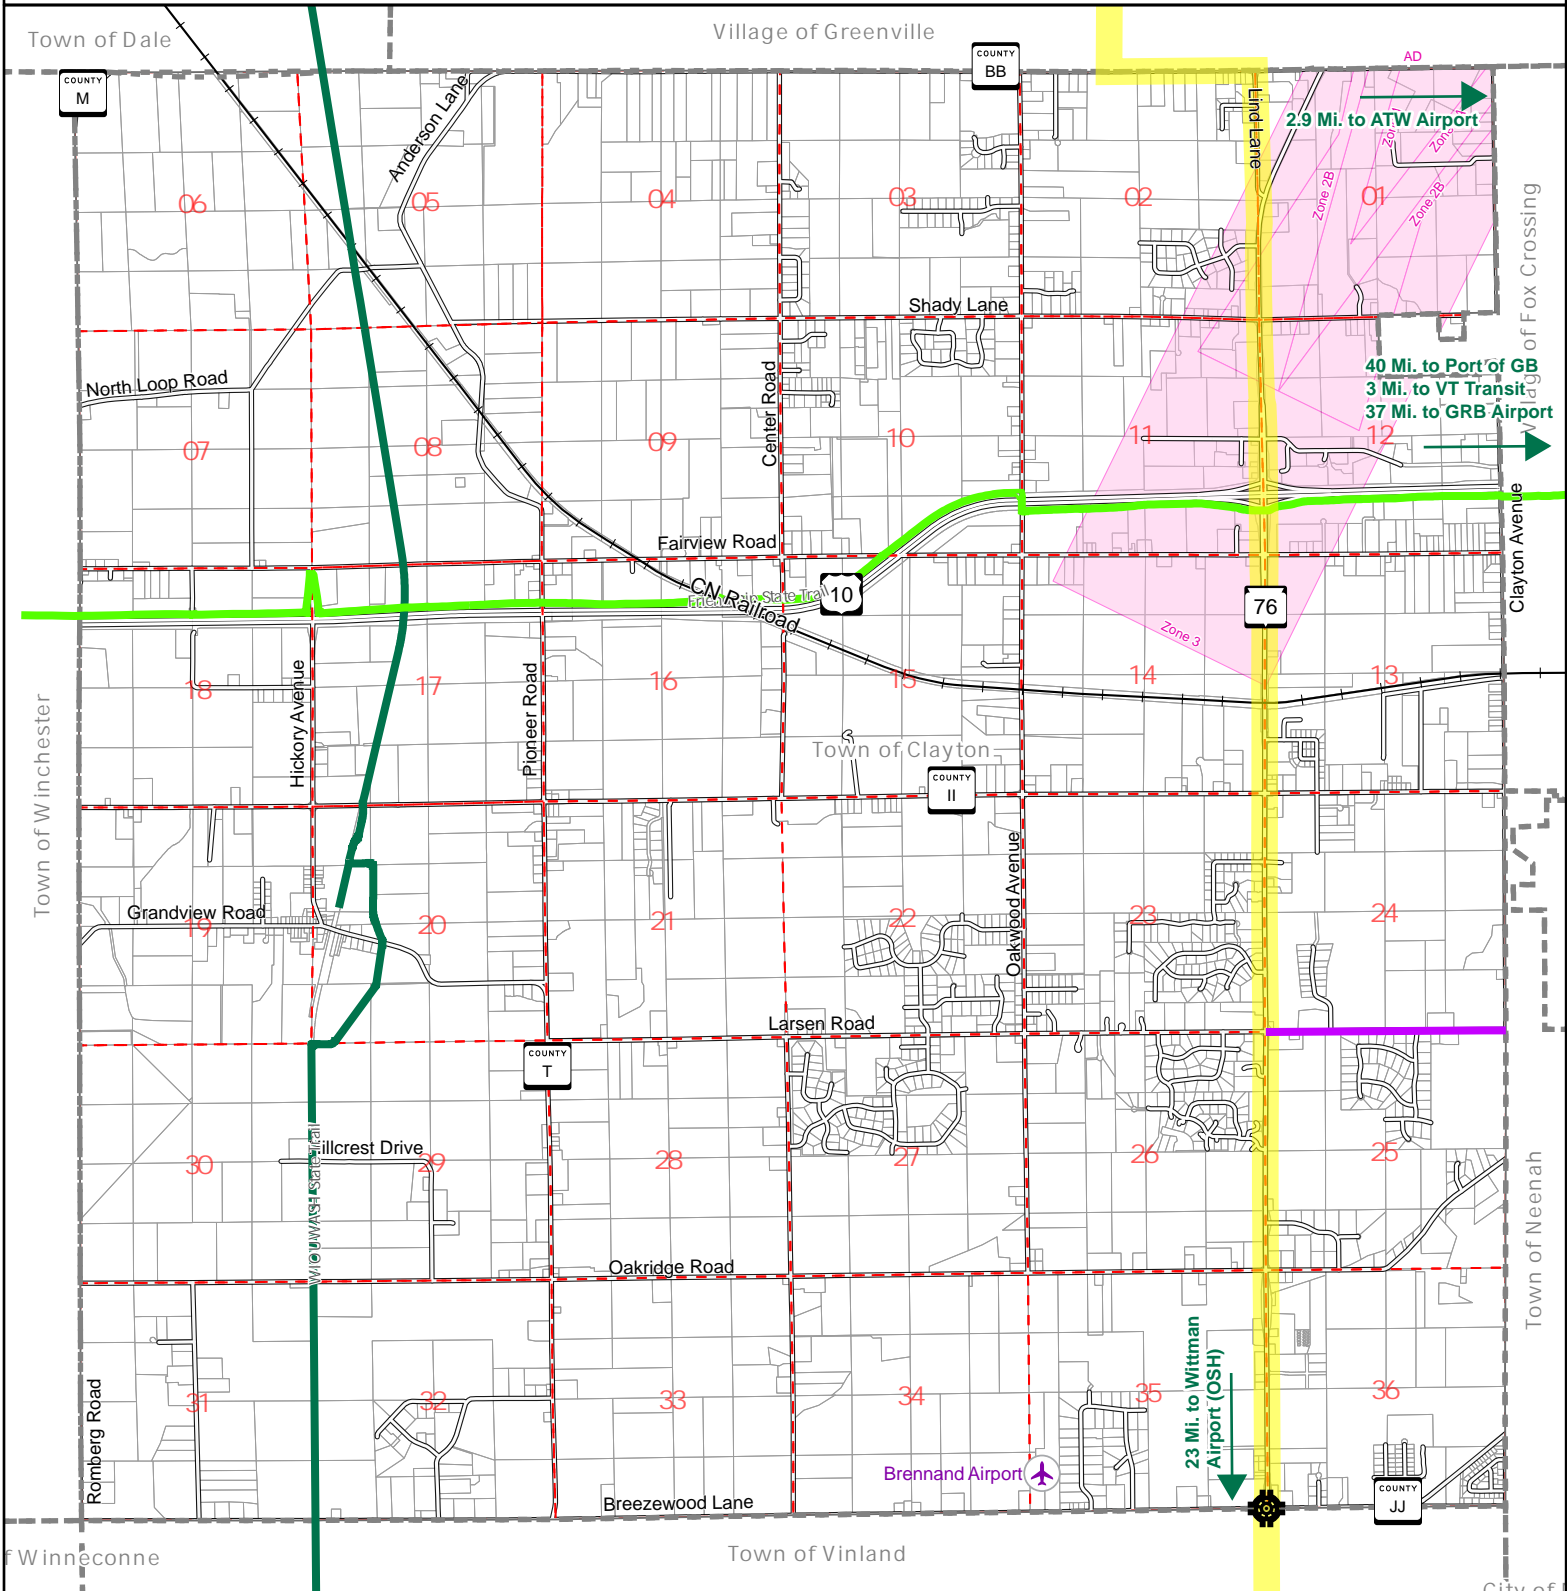 Town of Dale
Village of Greenville
COUNTY
M
COUNTY
BB
AD
2.9 Mi. to ATW Airport
Anderson Lane
Lind Lane
Zone 2B
Zone 2B
06
05
04
03
02
01
Village of Fox Crossing
Shady Lane
North Loop Road
Center Road
40 Mi. to Port of GB
3 Mi. to VT Transit
37 Mi. to GRB Airport
07
08
09
10
11
12
Clayton Avenue
Fairview Road
CN Railroad
10
76
Zone 3
Hickory Avenue
Pioneer Road
18
17
16
15
14
13
Town of Winchester
Town of Clayton
COUNTY
II
Oakwood Avenue
Grandview Road
19
20
21
22
23
24
Larsen Road
COUNTY
T
WIOUWASH State Trail
illcrest Drive
30
29
28
27
26
25
Town of Neenah
Oakridge Road
23 Mi. to Wittman
Airport (OSH)
Romberg Road
31
32
33
34
35
36
Brennand Airport
Breezewood Lane
COUNTY
JJ
f Winneconne
Town of Vinland